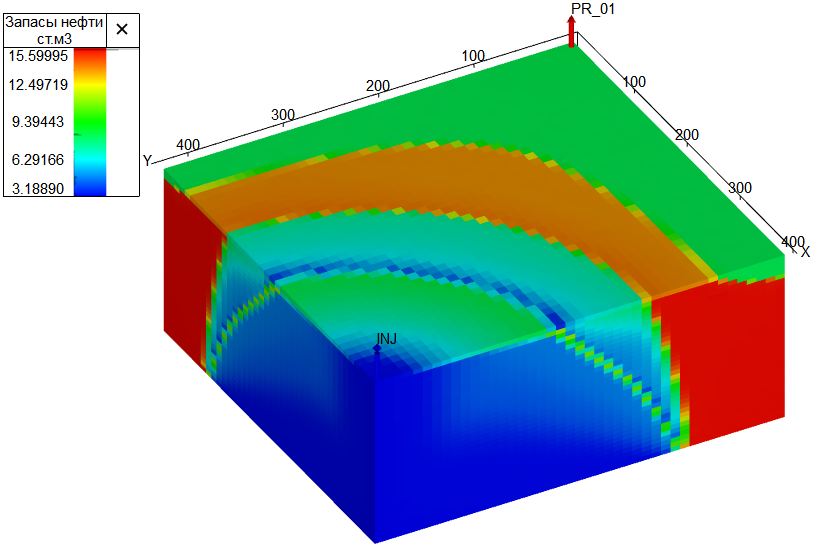 Запасы нефти
ст.м3
15.59995
12.49719
9.39443
6.29166
3.18890
PR_01
100
200
300
400
Y
100
200
300
400
X
INJ